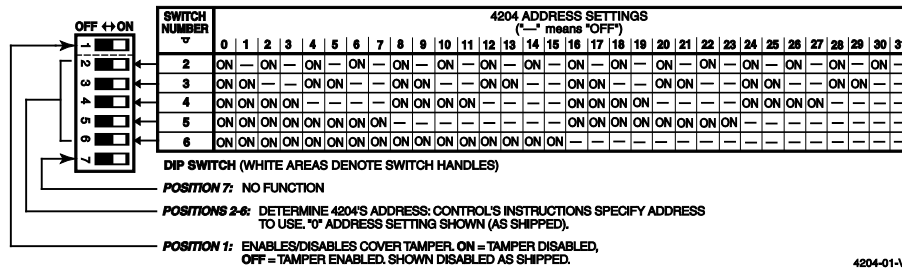 OFF ↔ ON
1
2
3
4
5
6
7
SWITCH NUMBER
4204 ADDRESS SETTINGS
("—" means "OFF")
0 1 2 3 4 5 6 7 8 9 10 11 12 13 14 15 16 17 18 19 20 21 22 23 24 25 26 27 28 29 30 31
2 ON — ON — ON — ON — ON — ON — ON — ON — ON — ON — ON — ON — ON — ON — ON — ON —
3 ON ON — — ON ON — — ON ON — — ON ON — — ON ON — — ON ON — — ON ON — — ON ON — —
4 ON ON ON ON — — — — ON ON ON ON — — — — ON ON ON ON — — — — ON ON ON ON — — — —
5 ON ON ON ON ON ON ON ON — — — — — — — — ON ON ON ON ON ON ON ON — — — — — — — —
6 ON ON ON ON ON ON ON ON ON ON ON ON ON ON ON ON — — — — — — — — — — — — — — — —
DIP SWITCH (WHITE AREAS DENOTE SWITCH HANDLES)
POSITION 7: NO FUNCTION
POSITIONS 2-6: DETERMINE 4204'S ADDRESS: CONTROL'S INSTRUCTIONS SPECIFY ADDRESS
TO USE. "0" ADDRESS SETTING SHOWN (AS SHIPPED).
POSITION 1: ENABLES/DISABLES COVER TAMPER. ON = TAMPER DISABLED,
OFF = TAMPER ENABLED. SHOWN DISABLED AS SHIPPED.
4204-01-V